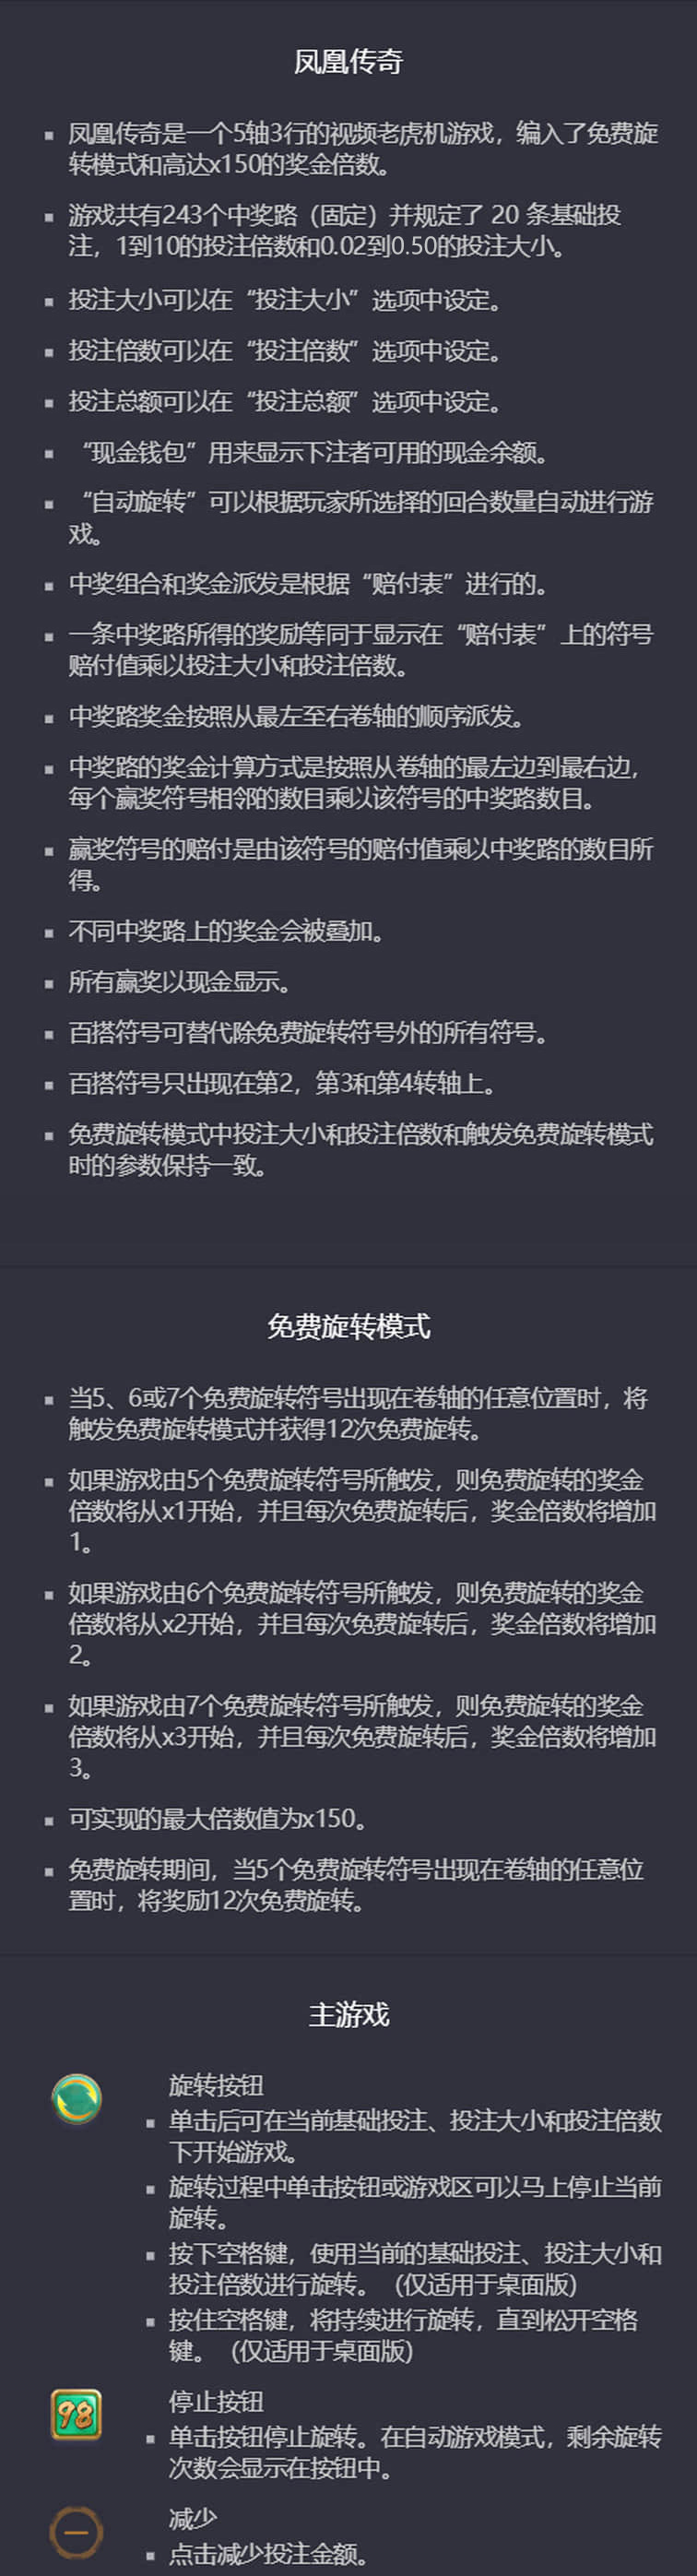 凤凰传奇
凤凰传奇是一个5轴3行的视频老虎机游戏，编入了免费旋
转模式和高达x150的奖金倍数。
游戏共有243个中奖路（固定）并规定了 20 条基础投
注，1到10的投注倍数和0.02到0.50的投注大小。
投注大小可以在“投注大小”选项中设定。
投注倍数可以在“投注倍数”选项中设定。
投注总额可以在“投注总额”选项中设定。
“现金钱包”用来显示下注者可用的现金余额。
“自动旋转”可以根据玩家所选择的回合数量自动进行游
戏。
中奖组合和奖金派发是根据“赔付表”进行的。
一条中奖路所得的奖励等同于显示在“赔付表”上的符号
赔付值乘以投注大小和投注倍数。
中奖路奖金按照从最左至右卷轴的顺序派发。
中奖路的奖金计算方式是按照从卷轴的最左边到最右边，
每个赢奖符号相邻的数目乘以该符号的中奖路数目。
赢奖符号的赔付是由该符号的赔付值乘以中奖路的数目所
得。
不同中奖路上的奖金会被叠加。
所有赢奖以现金显示。
百搭符号可替代除免费旋转符号外的所有符号。
百搭符号只出现在第2，第3和第4转轴上。
免费旋转模式中投注大小和投注倍数和触发免费旋转模式
时的参数保持一致。
免费旋转模式
当5、6或7个免费旋转符号出现在卷轴的任意位置时，将
触发免费旋转模式并获得12次免费旋转。
如果游戏由5个免费旋转符号所触发，则免费旋转的奖金
倍数将从x1开始，并且每次免费旋转后，奖金倍数将增加
1。
如果游戏由6个免费旋转符号所触发，则免费旋转的奖金
倍数将从x2开始，并且每次免费旋转后，奖金倍数将增加
2。
如果游戏由7个免费旋转符号所触发，则免费旋转的奖金
倍数将从x3开始，并且每次免费旋转后，奖金倍数将增加
3。
可实现的最大倍数值为x150。
免费旋转期间，当5个免费旋转符号出现在卷轴的任意位
置时，将奖励12次免费旋转。
主游戏
旋转按钮
单击后可在当前基础投注、投注大小和投注倍数
下开始游戏。
旋转过程中单击按钮或游戏区可以马上停止当前
旋转。
按下空格键，使用当前的基础投注、投注大小和
投注倍数进行旋转。（仅适用于桌面版）
按住空格键，将持续进行旋转，直到松开空格
键。（仅适用于桌面版）
98
停止按钮
单击按钮停止旋转。在自动游戏模式，剩余旋转
次数会显示在按钮中。
减少
点击减少投注金额。